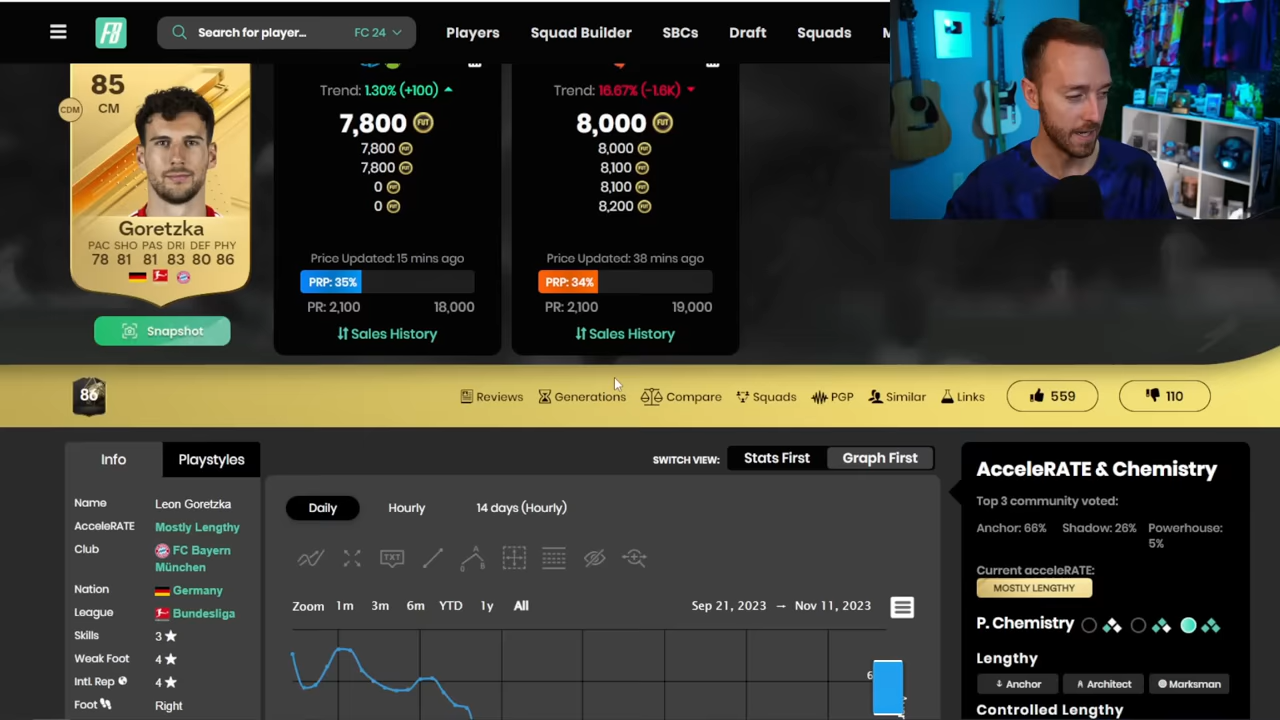 FB
Search for player...
FC 24
Players
Squad Builder
SBCs
Draft
Squads
M
85
CM
CDM
Goretzka
PAC SHO PAS DRI DEF PHY
78 81 81 83 80 86
Snapshot
Trend: 1.30% (+100)
7,800 FUT
7,800
7,800
0
0
Price Updated: 15 mins ago
PRP: 35%
PR: 2,100
18,000
Sales History
Trend: 16.67% (-1.6K)
8,000 FUT
8,000
8,100
8,100
8,200
Price Updated: 38 mins ago
PRP: 34%
PR: 2,100
19,000
Sales History
86
Reviews
Generations
Compare
Squads
PGP
Similar
Links
559
110
Info
Playstyles
Name Leon Goretzka
AcceleRATE Mostly Lengthy
Club FC Bayern
München
Nation Germany
League Bundesliga
Skills 3
Weak Foot 4
Intl. Rep 4
Foot Right
SWITCH VIEW:
Stats First
Graph First
Daily
Hourly
14 days (Hourly)
TXT
Zoom 1m 3m 6m YTD 1y All
Sep 21, 2023 → Nov 11, 2023
6
AcceleRATE & Chemistry
Top 3 community voted:
Anchor: 66% Shadow: 26% Powerhouse:
5%
Current acceleRATE:
MOSTLY LENGTHY
P. Chemistry
Lengthy
Anchor
Architect
Marksman
Controlled Lengthy